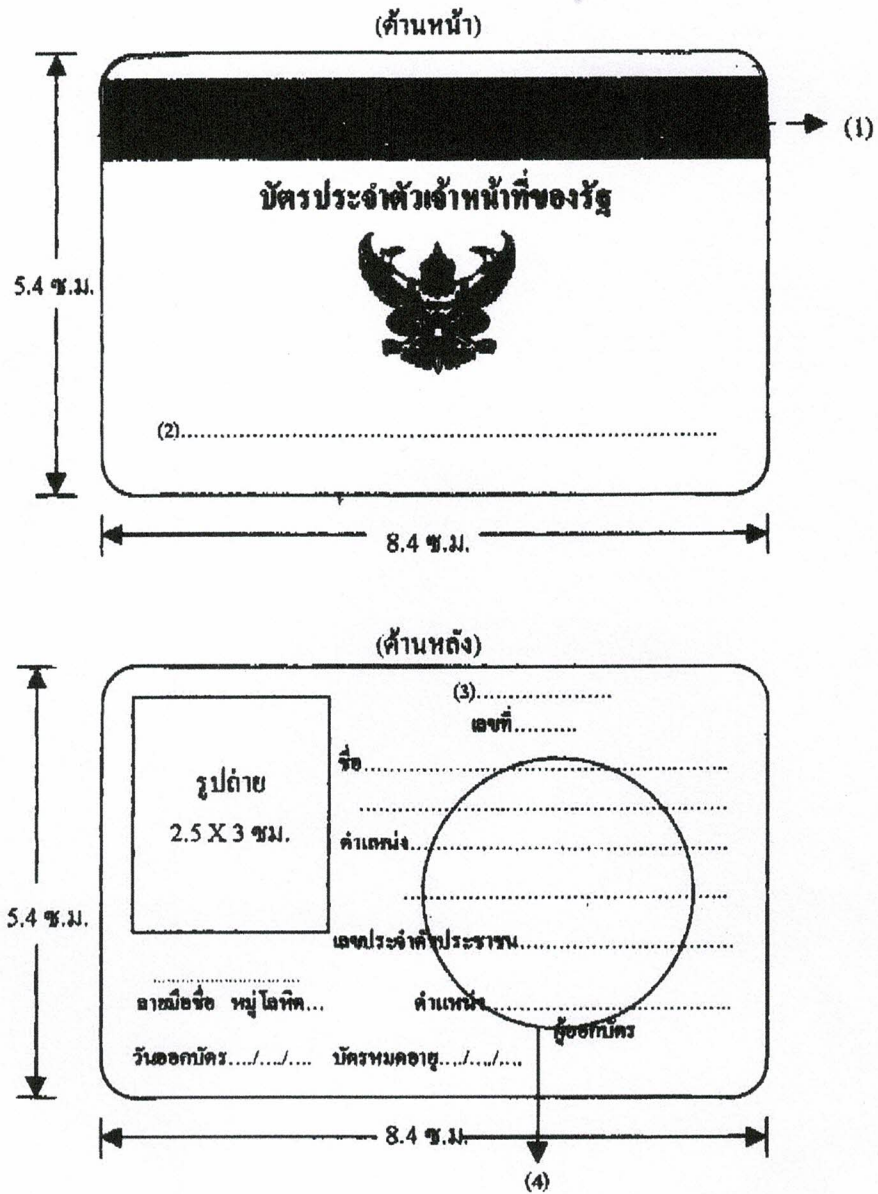 (ด้านหน้า)
(1)
บัตรประจำตัวเจ้าหน้าที่ของรัฐ
5.4 ซ.ม.
(2)...............................................................
8.4 ซ.ม.
(ด้านหลัง)
(3)......................
เลขที่...........
รูปถ่าย
2.5 X 3 ซม.
ชื่อ............................................................
............................................................
ตำแหน่ง....................................................
....................................................
5.4 ซ.ม.
เลขประจำตัวประชาชน..............................
.........................
ลายมือชื่อ หมู่โลหิต...
ตำแหน่ง.......................................
ผู้ออกบัตร
วันออกบัตร..../..../.... บัตรหมดอายุ..../..../....
8.4 ซ.ม.
(4)